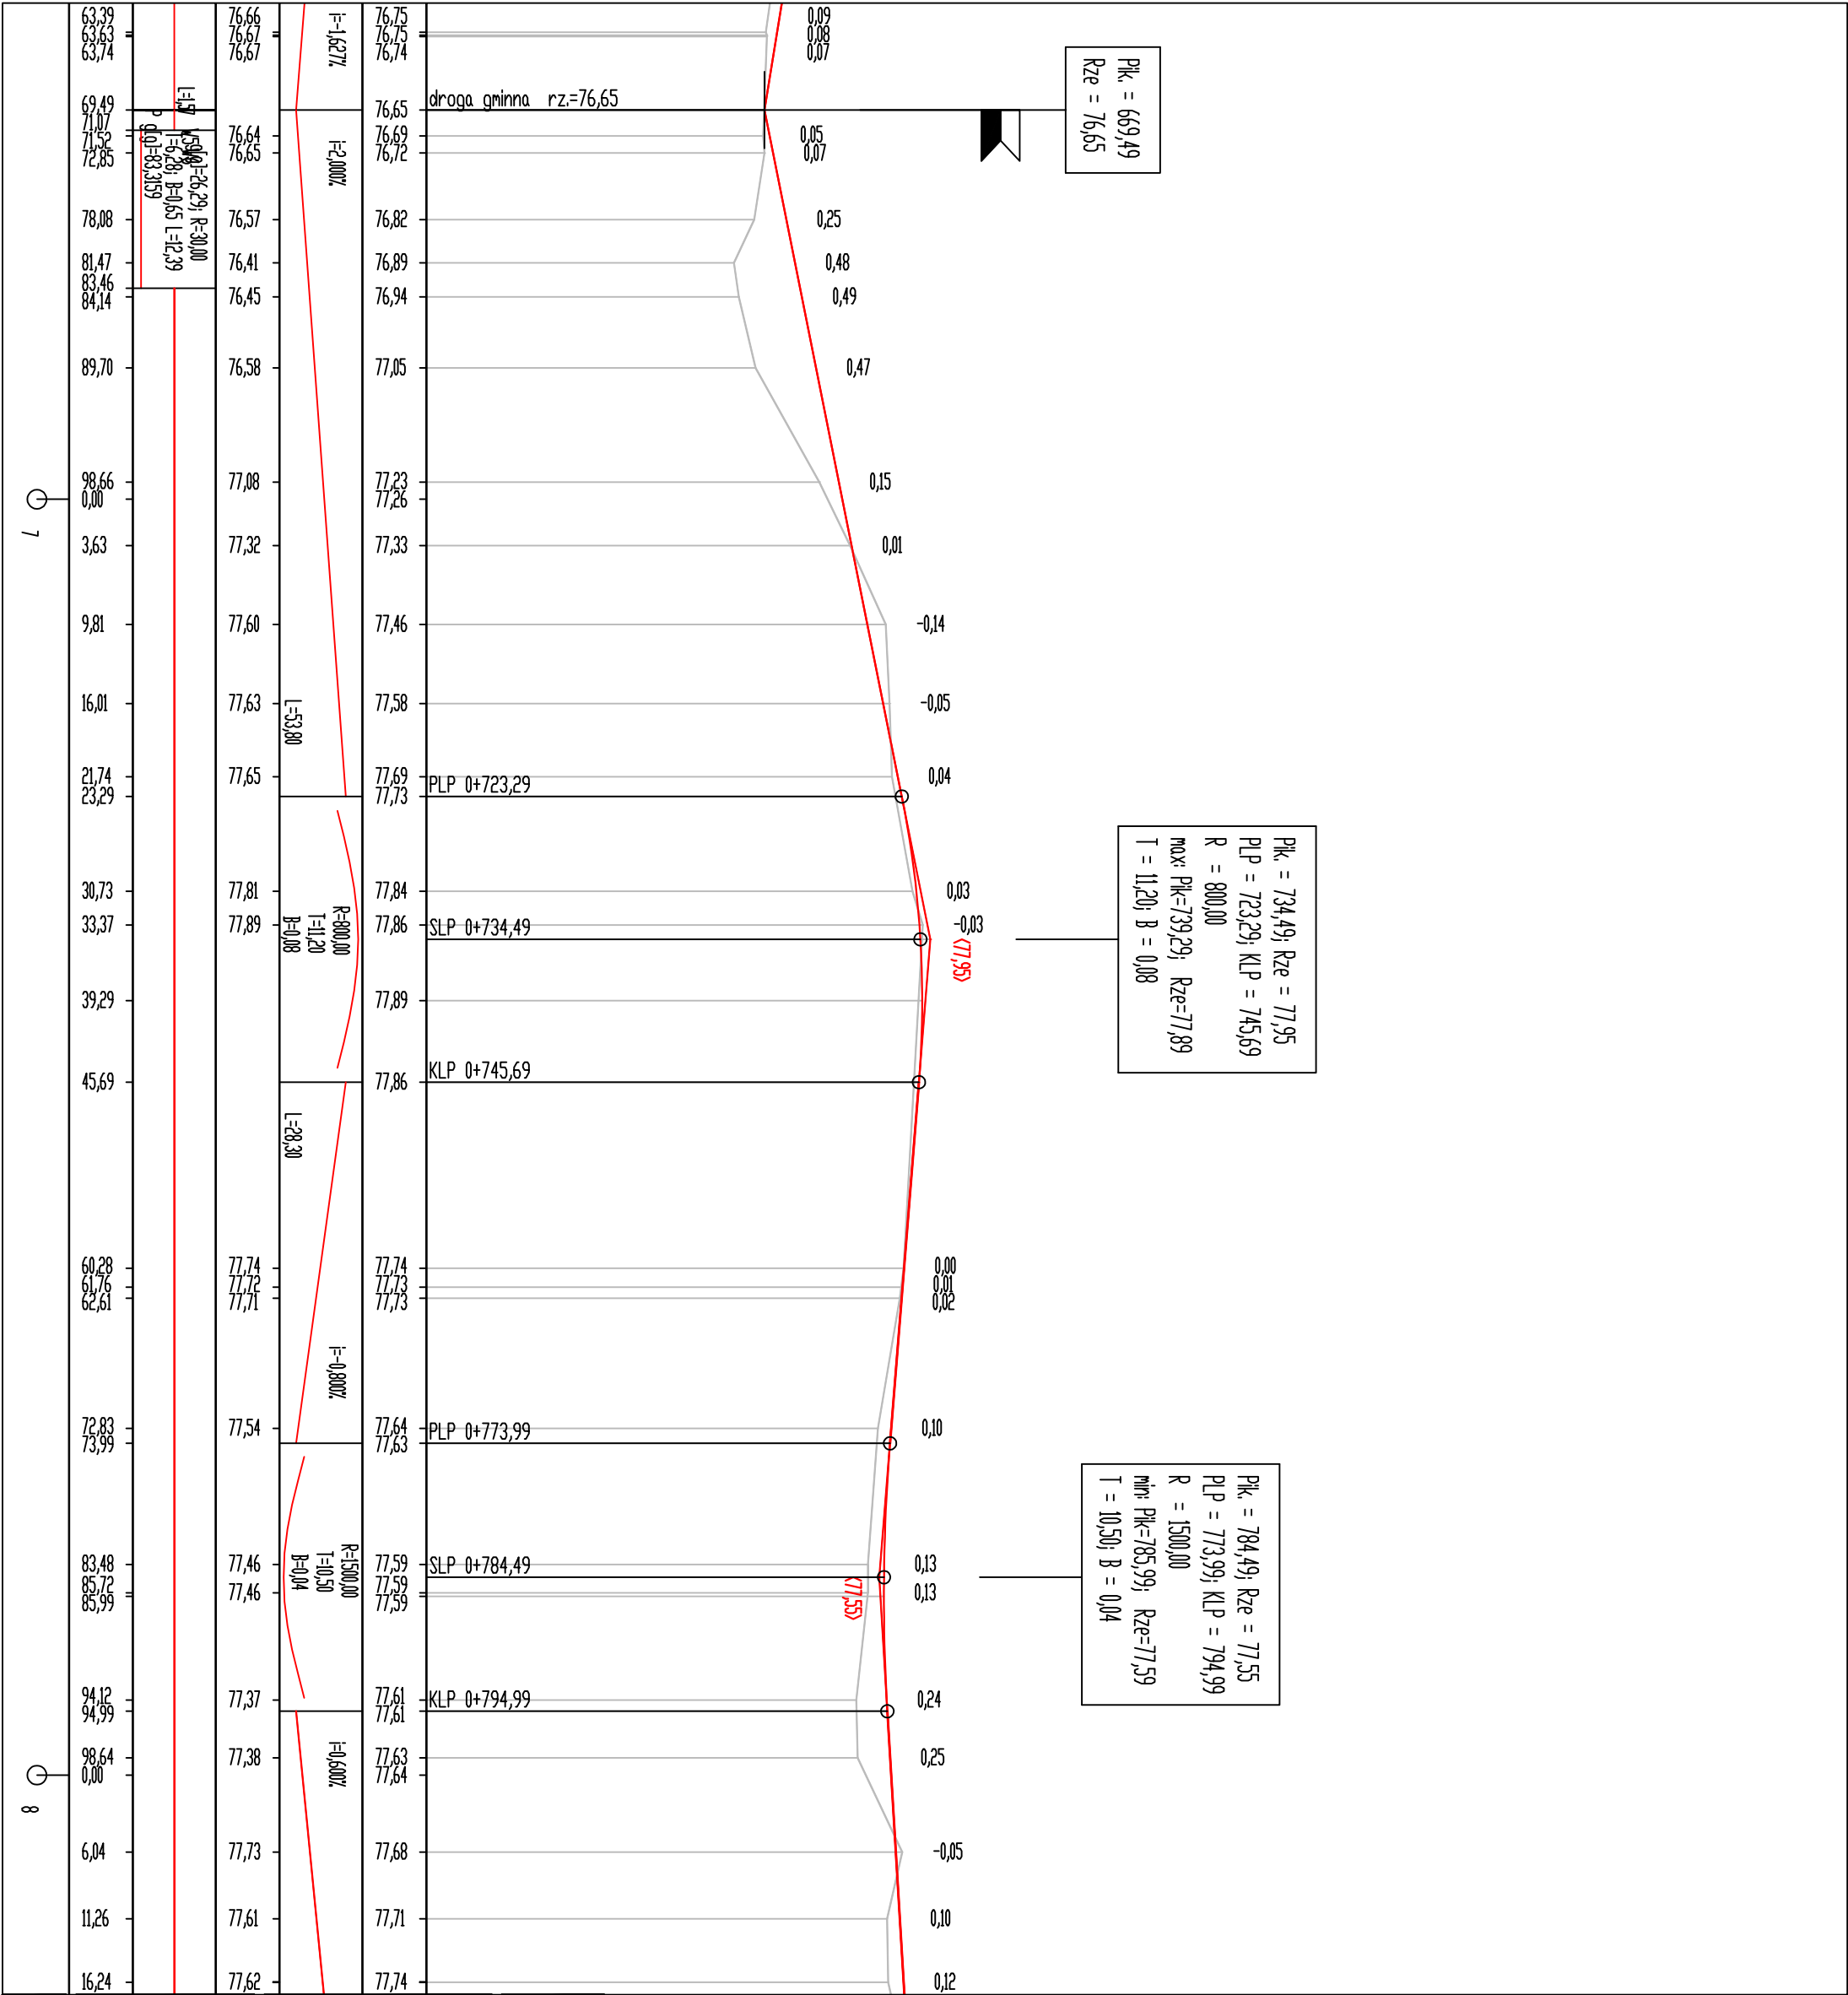 63,39 76,66 76,75 0,09
63,63 76,67 76,75 0,08
63,74 76,67 76,74 0,07
i=-1,627%
Pik. = 669,49
Rze = 76,65
69,49 76,65 droga gminna rz.=76,65
71,07
71,52 76,64 76,69 0,05
72,85 76,65 76,72 0,07
i=2,000%
R=30,00
T=6,28; B=0,65 L=12,39
78,08 76,57 76,82 0,25
81,47 76,41 76,89 0,48
83,46
84,14 76,45 76,94 0,49
89,70 76,58 77,05 0,47
98,66 77,08 77,23 0,15
0,00 77,26
7
3,63 77,32 77,33 0,01
9,81 77,60 77,46 -0,14
16,01 77,63 77,58 -0,05
L=53,80
21,74 77,65 77,69 0,04
23,29 77,73 PLP 0+723,29
Pik. = 734,49; Rze = 77,95
PLP = 723,29; KLP = 745,69
R = 800,00
max: Pik=739,29; Rze=77,89
T = 11,20; B = 0,08
30,73 77,81 77,84 0,03
33,37 77,89 77,86 -0,03
R=800,00
T=11,20
B=0,08
SLP 0+734,49
<77,95>
39,29 77,89
45,69 77,86 KLP 0+745,69
L=28,30
60,28 77,74 77,74 0,00
61,76 77,72 77,73 0,01
62,61 77,71 77,73 0,02
i=-0,800%
72,83 77,54 77,64 0,10
73,99 77,63 PLP 0+773,99
Pik. = 784,49; Rze = 77,55
PLP = 773,99; KLP = 794,99
R = 1500,00
min: Pik=785,99; Rze=77,59
T = 10,50; B = 0,04
83,48 77,46 77,59 0,13
R=1500,00
T=10,50
B=0,04
SLP 0+784,49
<77,55>
85,72 77,46 77,59 0,13
85,99 77,59
94,12 77,37 77,61 0,24
94,99 77,61 KLP 0+794,99
i=0,600%
98,64 77,38 77,63 0,25
0,00 77,64
8
6,04 77,73 77,68 -0,05
11,26 77,61 77,71 0,10
16,24 77,62 77,74 0,12